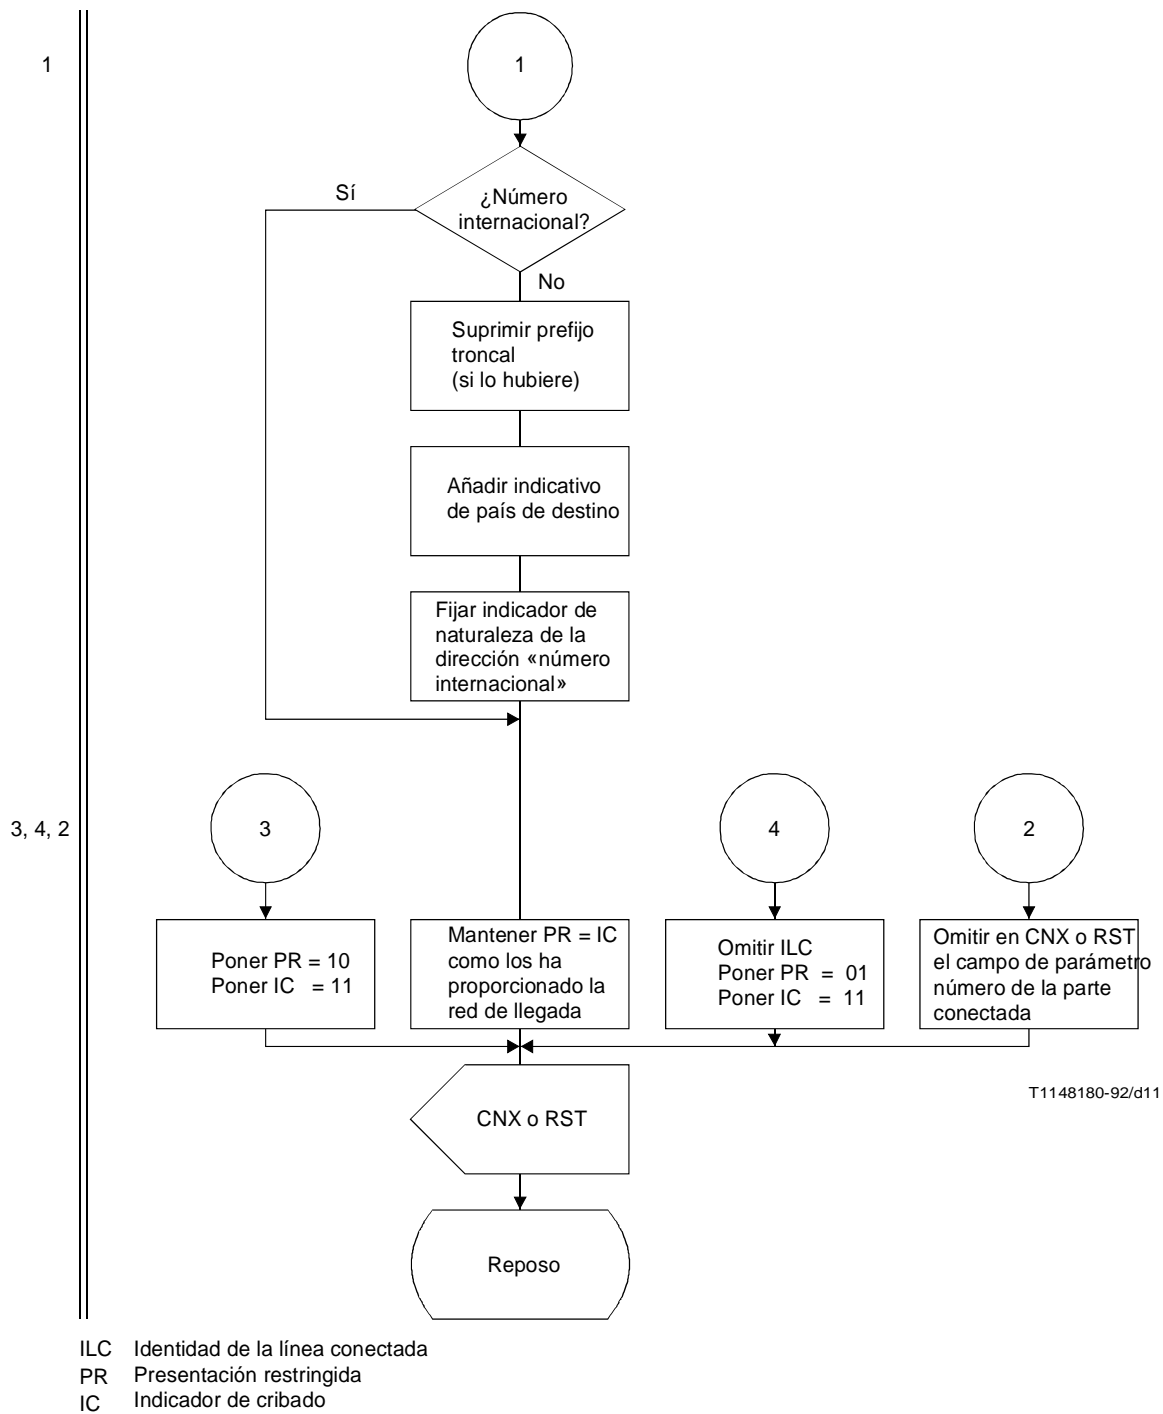 1
1
Sí
¿Número
internacional?
No
Suprimir prefijo
troncal
(si lo hubiere)
Añadir indicativo
de país de destino
Fijar indicador de
naturaleza de la
dirección «número
internacional»
3, 4, 2
3
4
2
Poner PR = 10
Poner IC = 11
Mantener PR = IC
como los ha
proporcionado la
red de llegada
Omitir ILC
Poner PR = 01
Poner IC = 11
Omitir en CNX o RST
el campo de parámetro
número de la parte
conectada
T1148180-92/d11
CNX o RST
Reposo
ILC Identidad de la línea conectada
PR Presentación restringida
IC Indicador de cribado